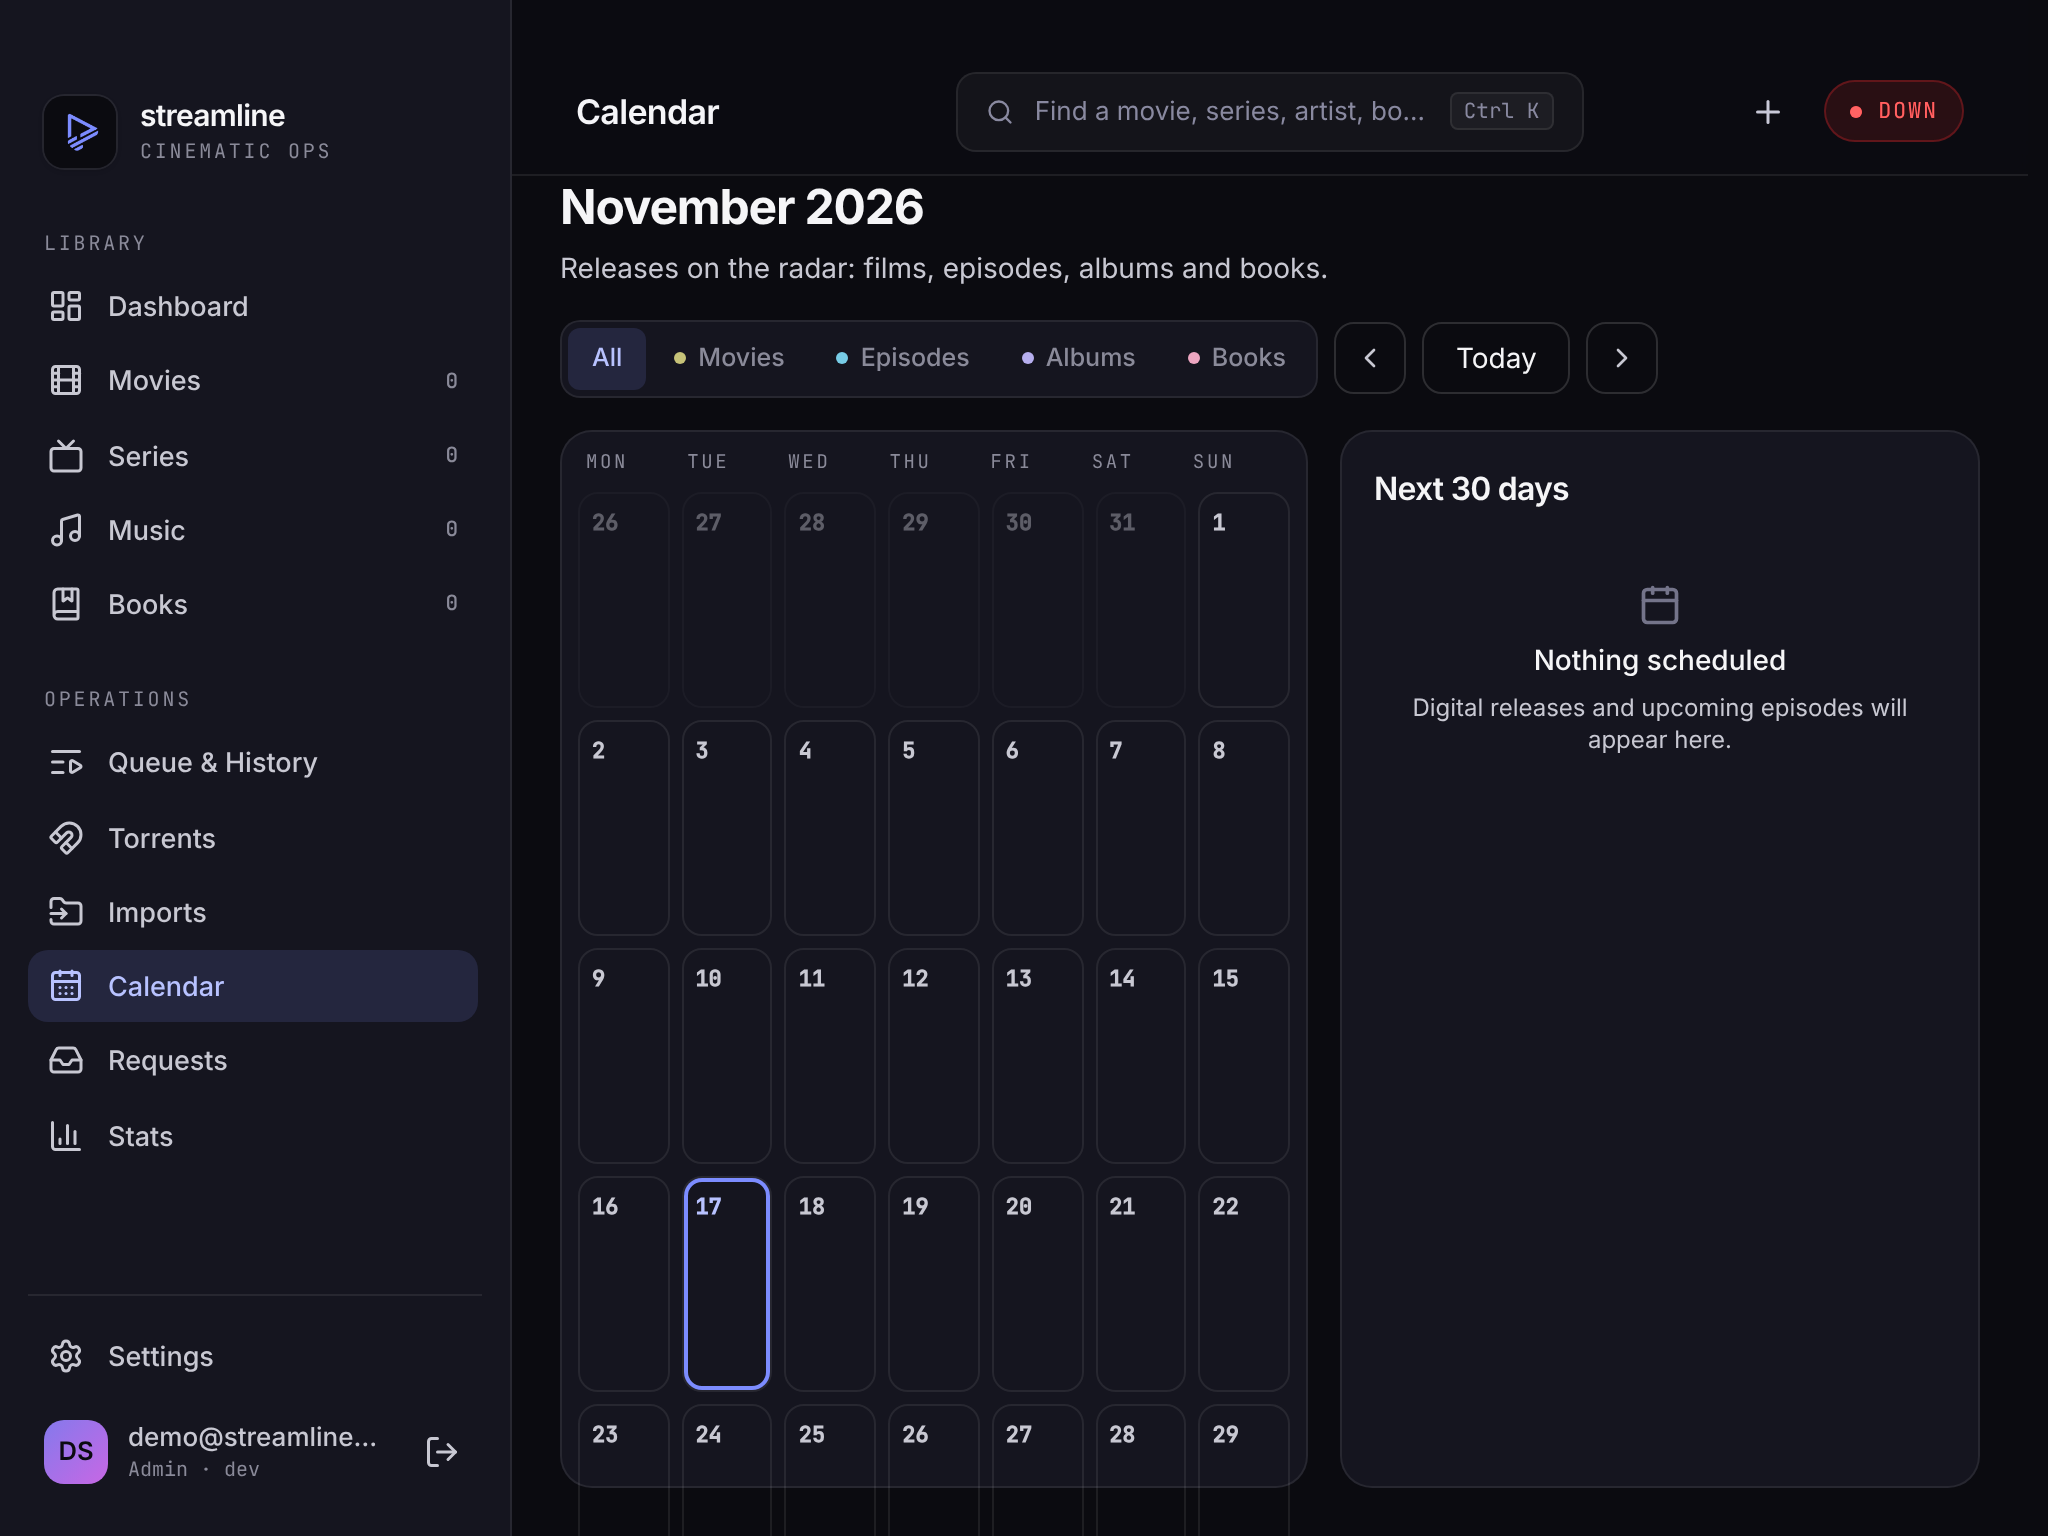 streamline
CINEMATIC OPS
LIBRARY
Dashboard
Movies 0
Series 0
Music 0
Books 0
OPERATIONS
Queue & History
Torrents
Imports
Calendar
Requests
Stats
Settings
DS
demo@streamline...
Admin · dev
Calendar
Find a movie, series, artist, bo...
Ctrl K
DOWN
November 2026
Releases on the radar: films, episodes, albums and books.
All Movies Episodes Albums Books
Today
MON TUE WED THU FRI SAT SUN
26 27 28 29 30 31 1
2 3 4 5 6 7 8
9 10 11 12 13 14 15
16 17 18 19 20 21 22
23 24 25 26 27 28 29
Next 30 days
Nothing scheduled
Digital releases and upcoming episodes will
appear here.